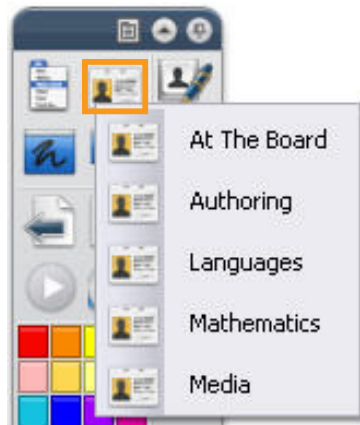 At The Board
Authoring
Languages
Mathematics
Media